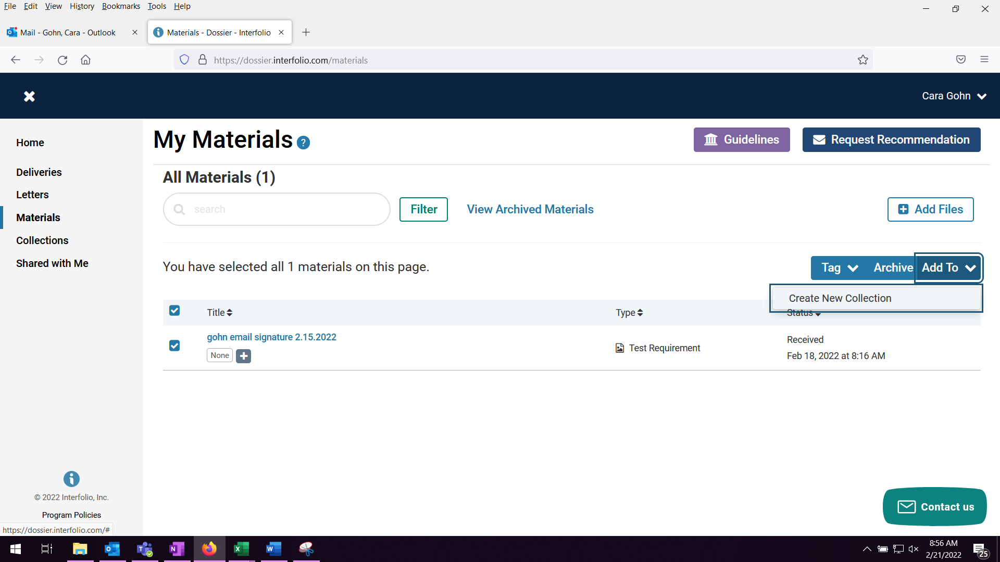 File Edit View History Bookmarks Tools Help
Mail - Gohn, Cara - Outlook
Materials - Dossier - Interfolio
https://dossier.interfolio.com/materials
Cara Gohn
Home
Deliveries
Letters
Materials
Collections
Shared with Me
My Materials ?
Guidelines
Request Recommendation
All Materials (1)
search
Filter
View Archived Materials
Add Files
You have selected all 1 materials on this page.
Tag
Archive
Add To
Create New Collection
Title
Type
Status
gohn email signature 2.15.2022
None
Test Requirement
Received
Feb 18, 2022 at 8:16 AM
© 2022 Interfolio, Inc.
Program Policies
https://dossier.interfolio.com/#
Contact us
8:56 AM
2/21/2022
25